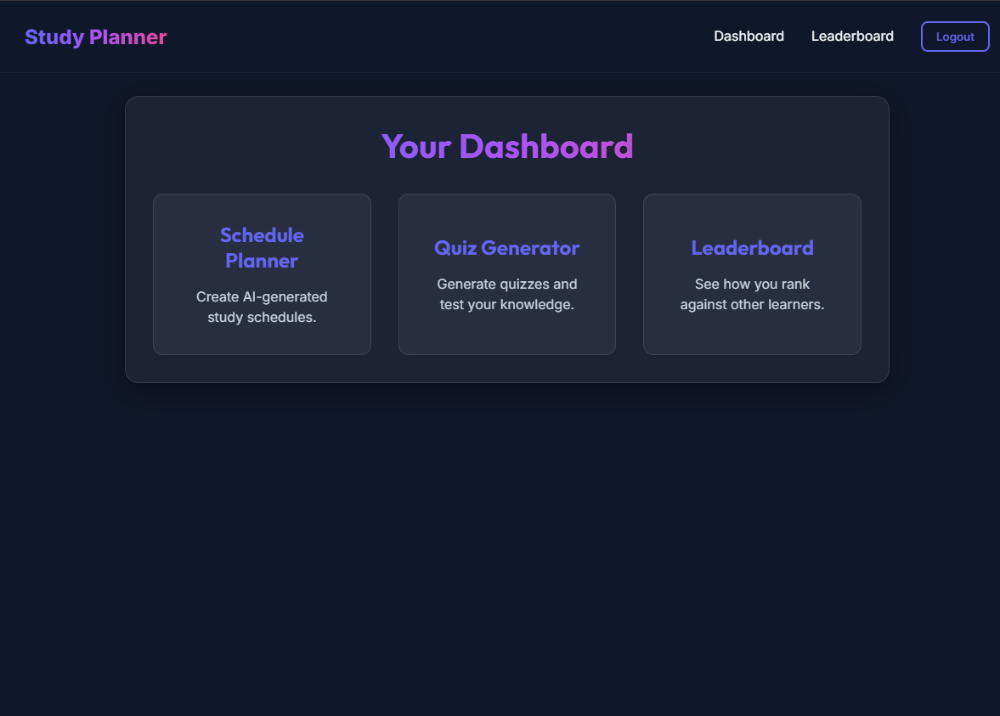 Study Planner
Dashboard
Leaderboard
Logout
Your Dashboard
Schedule
Planner
Create AI-generated
study schedules.
Quiz Generator
Generate quizzes and
test your knowledge.
Leaderboard
See how you rank
against other learners.